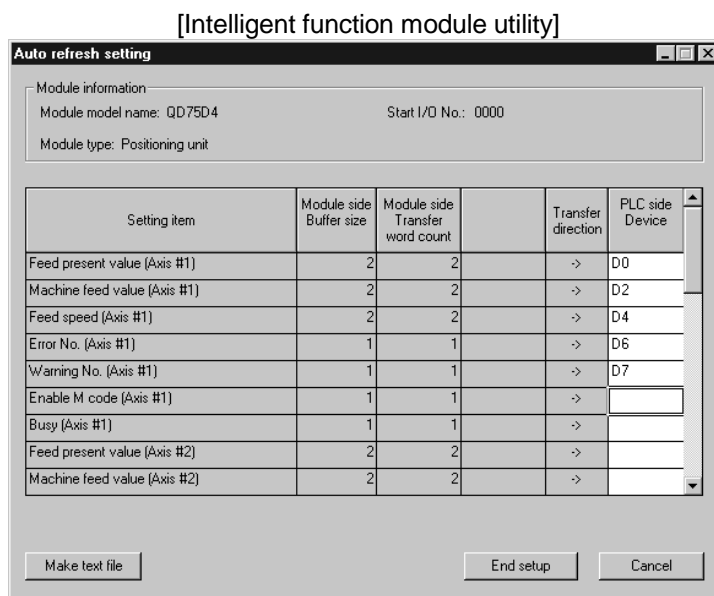 [Intelligent function module utility]
Auto refresh setting
Module information
Module model name: QD75D4 Start I/O No.: 0000
Module type: Positioning unit
Setting item Module side Buffer size Module side Transfer word count Transfer direction PLC side Device
Feed present value (Axis #1) 2 2 -> D0
Machine feed value (Axis #1) 2 2 -> D2
Feed speed (Axis #1) 2 2 -> D4
Error No. (Axis #1) 1 1 -> D6
Warning No. (Axis #1) 1 1 -> D7
Enable M code (Axis #1) 1 1 ->
Busy (Axis #1) 1 1 ->
Feed present value (Axis #2) 2 2 ->
Machine feed value (Axis #2) 2 2 ->
Make text file End setup Cancel